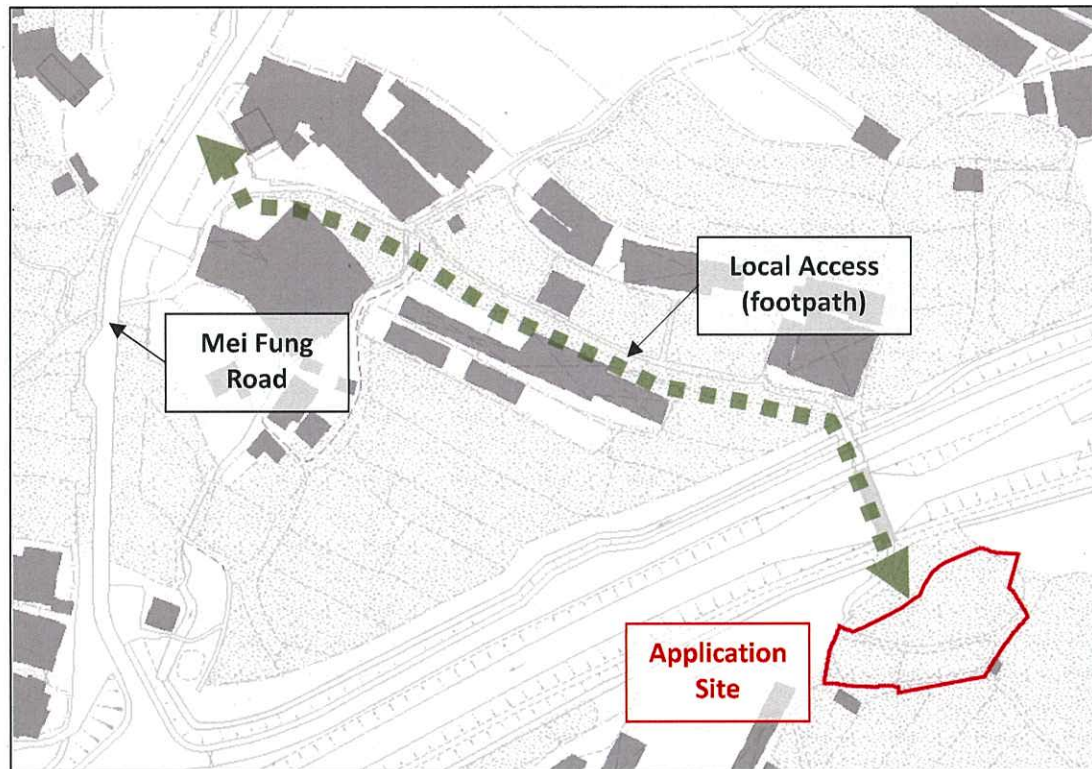 Local Access
(footpath)
Mei Fung
Road
Application
Site